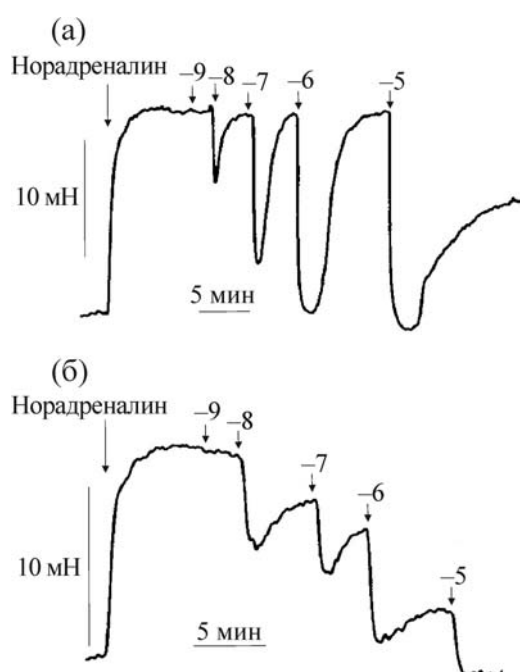 (а)
Норадреналин
–9 –8 –7 –6 –5
10 мН
5 мин
(б)
Норадреналин
–9
–8
–7
–6
–5
10 мН
5 мин